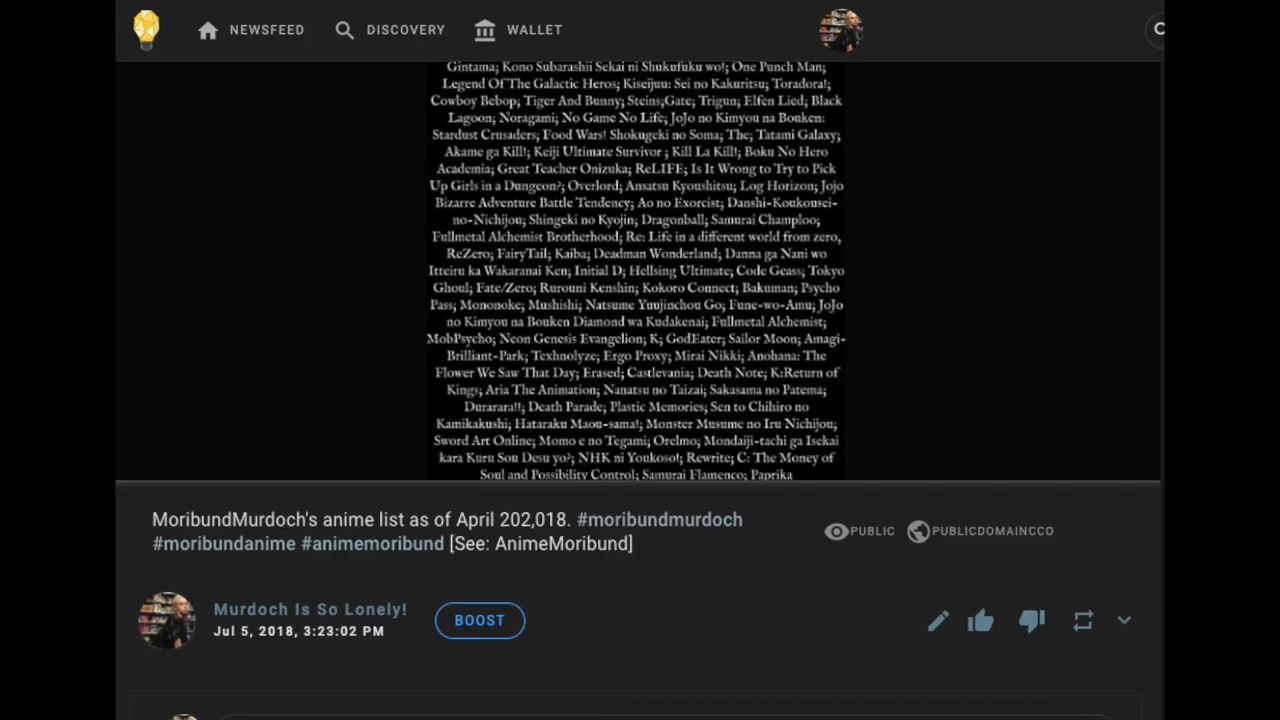 NEWSFEED DISCOVERY WALLET
Gintama; Kono Subarashii Sekai ni Shukufuku wo!; One Punch Man;
Legend Of The Galactic Heros; Kiseijuu: Sei no Kakuritsu; Toradora!;
Cowboy Bebop; Tiger And Bunny; Steins;Gate; Trigun; Elfen Lied; Black
Lagoon; Noragami; No Game No Life; JoJo no Kimyou na Bouken:
Stardust Crusaders; Food Wars! Shokugeki no Soma; The; Tatami Galaxy;
Akame ga Kill!; Keiji Ultimate Survivor ; Kill La Kill!; Boku No Hero
Academia; Great Teacher Onizuka; ReLIFE; Is It Wrong to Try to Pick
Up Girls in a Dungeon?; Overlord; Ansatsu Kyoushitsu; Log Horizon; Jojo
Bizarre Adventure Battle Tendency; Ao no Exorcist; Danshi-Koukousei-
no-Nichijou; Shingeki no Kyojin; Dragonball; Samurai Champloo;
Fullmetal Alchemist Brotherhood; Re: Life in a different world from zero,
ReZero; FairyTail; Kaiba; Deadman Wonderland; Danna ga Nani wo
Itteiru ka Wakaranai Ken; Initial D; Hellsing Ultimate; Code Geass; Tokyo
Ghoul; Fate/Zero; Rurouni Kenshin; Kokoro Connect; Bakuman; Psycho
Pass; Mononoke; Mushishi; Natsume Yuujinchou Go; Fune-wo-Amu; JoJo
no Kimyou na Bouken Diamond wa Kudakenai; Fullmetal Alchemist;
MobPsycho; Neon Genesis Evangelion; K; GodEater; Sailor Moon; Amagi-
Brilliant-Park; Texhnolyze; Ergo Proxy; Mirai Nikki; Anohana: The
Flower We Saw That Day; Erased; Castlevania; Death Note; K:Return of
Kings; Aria The Animation; Nanatsu no Taizai; Sakasama no Patema;
Durarara!!; Death Parade; Plastic Memories; Sen to Chihiro no
Kamikakushi; Hataraku Maou-sama!; Monster Musume no Iru Nichijou;
Sword Art Online; Momo e no Tegami; OreImo; Mondaiji-tachi ga Isekai
kara Kuru Sou Desu yo?; NHK ni Youkoso!; Rewrite; C: The Money of
Soul and Possibility Control; Samurai Flamenco; Paprika
MoribundMurdoch's anime list as of April 202,018. #moribundmurdoch
#moribundanime #animemoribund [See: AnimeMoribund]
PUBLIC PUBLICDOMAINCC0
Murdoch Is So Lonely!
Jul 5, 2018, 3:23:02 PM
BOOST